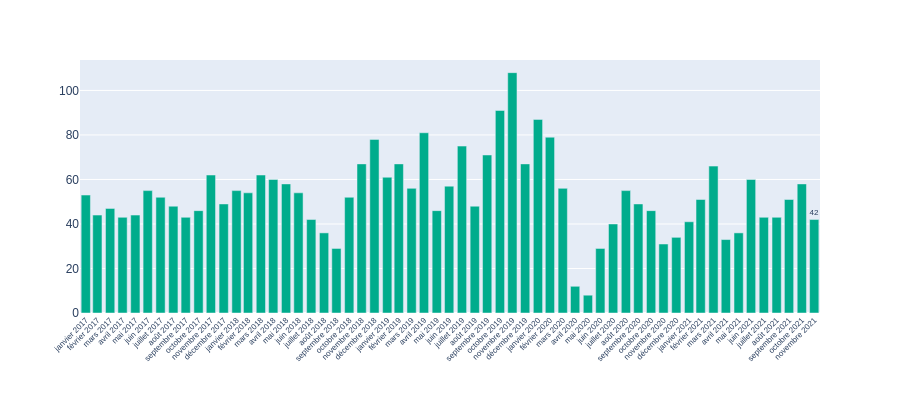 100
80
60
40
20
0
42
janvier 2017
février 2017
mars 2017
avril 2017
mai 2017
juin 2017
juillet 2017
août 2017
septembre 2017
octobre 2017
novembre 2017
décembre 2017
janvier 2018
février 2018
mars 2018
avril 2018
mai 2018
juin 2018
juillet 2018
août 2018
septembre 2018
octobre 2018
novembre 2018
décembre 2018
janvier 2019
février 2019
mars 2019
avril 2019
mai 2019
juin 2019
juillet 2019
août 2019
septembre 2019
octobre 2019
novembre 2019
décembre 2019
janvier 2020
février 2020
mars 2020
avril 2020
mai 2020
juin 2020
juillet 2020
août 2020
septembre 2020
octobre 2020
novembre 2020
décembre 2020
janvier 2021
février 2021
mars 2021
avril 2021
mai 2021
juin 2021
juillet 2021
août 2021
septembre 2021
octobre 2021
novembre 2021